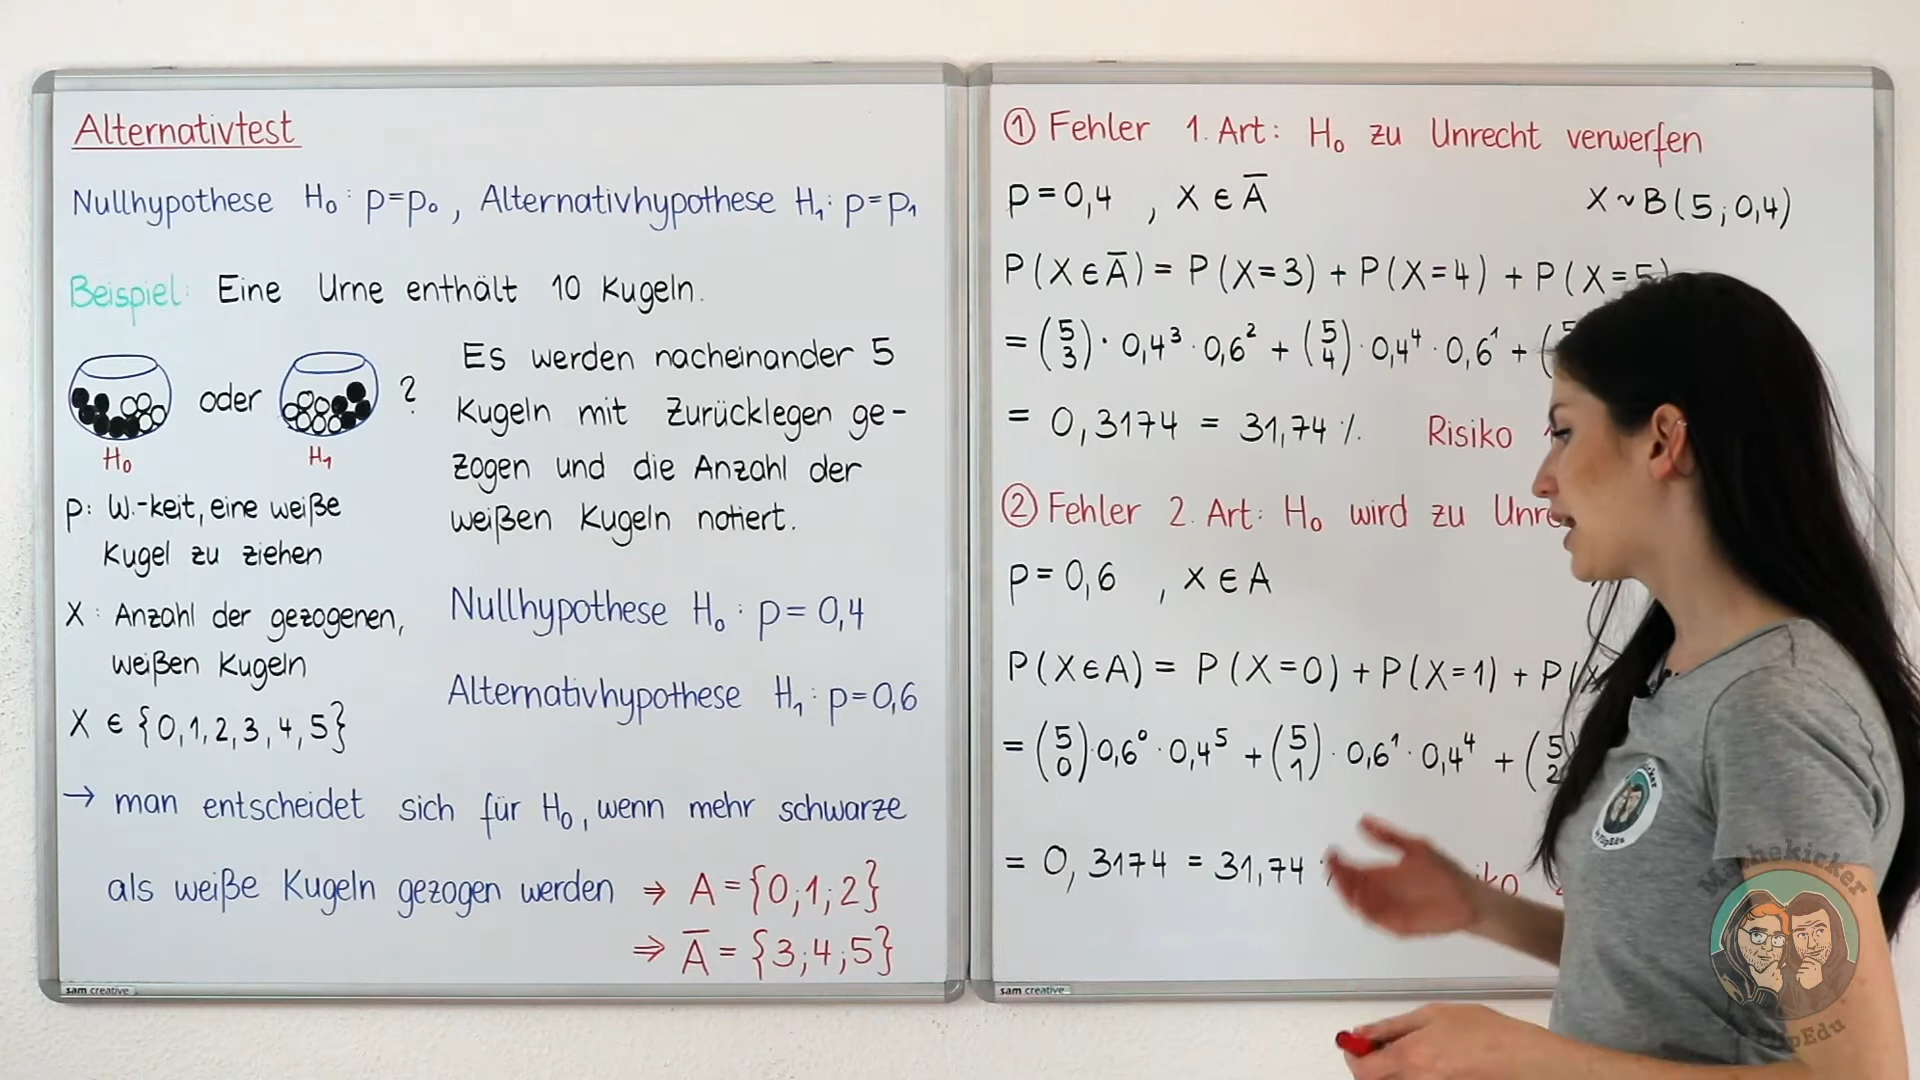 Alternativtest
Nullhypothese H₀: p=p₀, Alternativhypothese H₁: p=p₁
Beispiel: Eine Urne enthält 10 Kugeln.
oder ?
H₀ H₁
Es werden nacheinander 5
Kugeln mit Zurücklegen ge-
zogen und die Anzahl der
weißen Kugeln notiert.
p: W.-keit, eine weiße
Kugel zu ziehen
X: Anzahl der gezogenen,
weißen Kugeln
X ∈ {0,1,2,3,4,5}
Nullhypothese H₀: p=0,4
Alternativhypothese H₁: p=0,6
→ man entscheidet sich für H₀, wenn mehr schwarze
als weiße Kugeln gezogen werden ⇒ A={0;1;2}
⇒ A̅={3;4;5}
sam creative
① Fehler 1. Art: H₀ zu Unrecht verwerfen
p=0,4 , X ∈ A̅ X~B(5;0,4)
P(X∈A̅) = P(X=3) + P(X=4) + P(X=5)
= (5 3) · 0,4³ · 0,6² + (5 4) · 0,4⁴ · 0,6¹ + (
= 0,3174 = 31,74 % Risiko
② Fehler 2. Art: H₀ wird zu
p=0,6 , X ∈ A
P(X∈A) = P(X=0) + P(X=1) + P(X
= (5 0) · 0,6⁰ · 0,4⁵ + (5 1) · 0,6¹ · 0,4⁴ + (5 2
= 0,3174 = 31,74 %
sam creative
Mathekicker
by FlipEdu